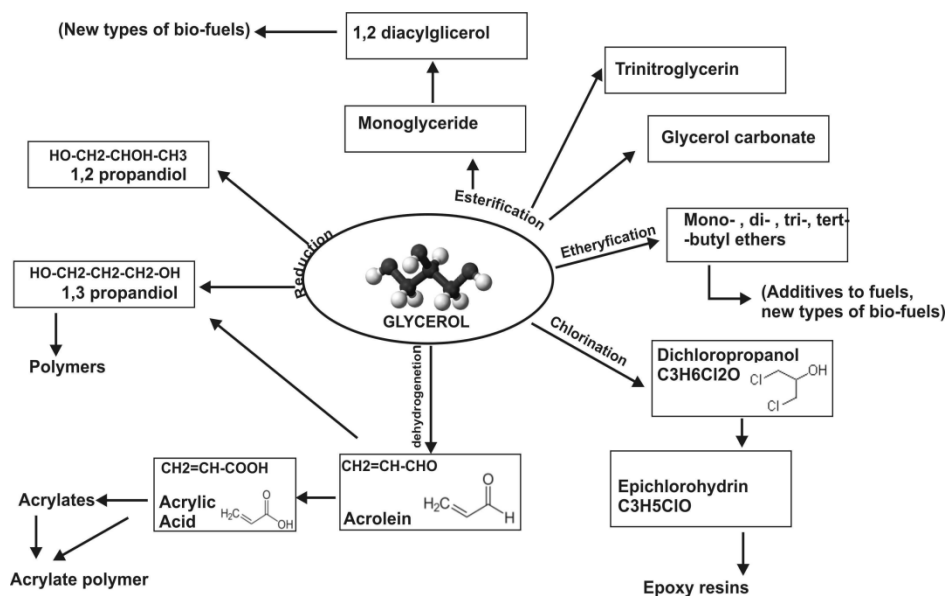 (New types of bio-fuels)
1,2 diacylglicerol
Trinitroglycerin
Monoglyceride
Glycerol carbonate
HO-CH2-CHOH-CH3
1,2 propandiol
Esterification
Reduction
Etheryfication
Mono- , di- , tri-, tert-
-butyl ethers
HO-CH2-CH2-CH2-OH
1,3 propandiol
GLYCEROL
(Additives to fuels,
new types of bio-fuels)
Polymers
Chlorination
dehydrogenetion
Dichloropropanol
C3H6Cl2O
Cl
OH
Cl
CH2=CH-COOH
Acrylic
Acid
O
H2C
OH
CH2=CH-CHO
Acrolein
O
H2C
H
Epichlorohydrin
C3H5ClO
Acrylates
Acrylate polymer
Epoxy resins